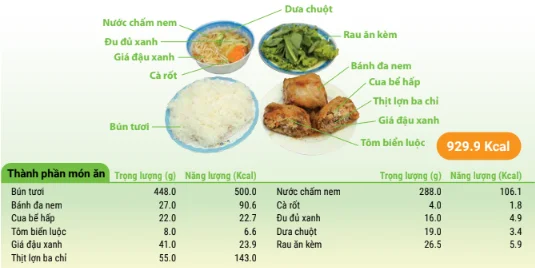 Dưa chuột
Nước chấm nem
Rau ăn kèm
Đu đủ xanh
Giá đậu xanh
Bánh đa nem
Cà rốt
Cua bể hấp
Thịt lợn ba chỉ
Giá đậu xanh
Bún tươi
Tôm biển luộc
929.9 Kcal
Thành phần món ăn Trọng lượng (g) Năng lượng (Kcal) Trọng lượng (g) Năng lượng (Kcal)
Bún tươi 448.0 500.0 Nước chấm nem 288.0 106.1
Bánh đa nem 27.0 90.6 Cà rốt 4.0 1.8
Cua bể hấp 22.0 22.7 Đu đủ xanh 16.0 4.9
Tôm biển luộc 8.0 6.6 Dưa chuột 19.0 3.4
Giá đậu xanh 41.0 23.9 Rau ăn kèm 26.5 5.9
Thịt lợn ba chỉ 55.0 143.0